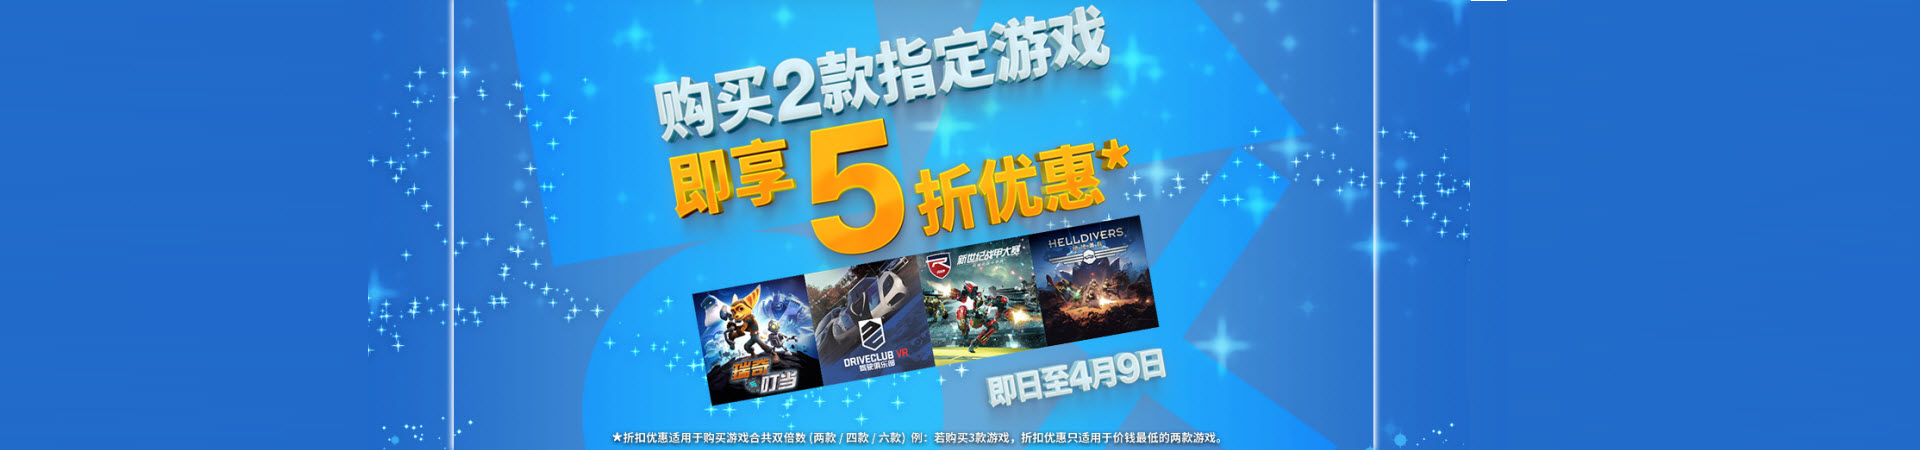 购买2款指定游戏
即享5折优惠*
HELLDIVERS
新世纪战甲大赛
DRIVECLUB VR
驾驶俱乐部
瑞奇
叮当
即日至4月9日
★折扣优惠适用于购买游戏合共双倍数 (两款 / 四款 / 六款) 例：若购买3款游戏，折扣优惠只适用于价钱最低的两款游戏。